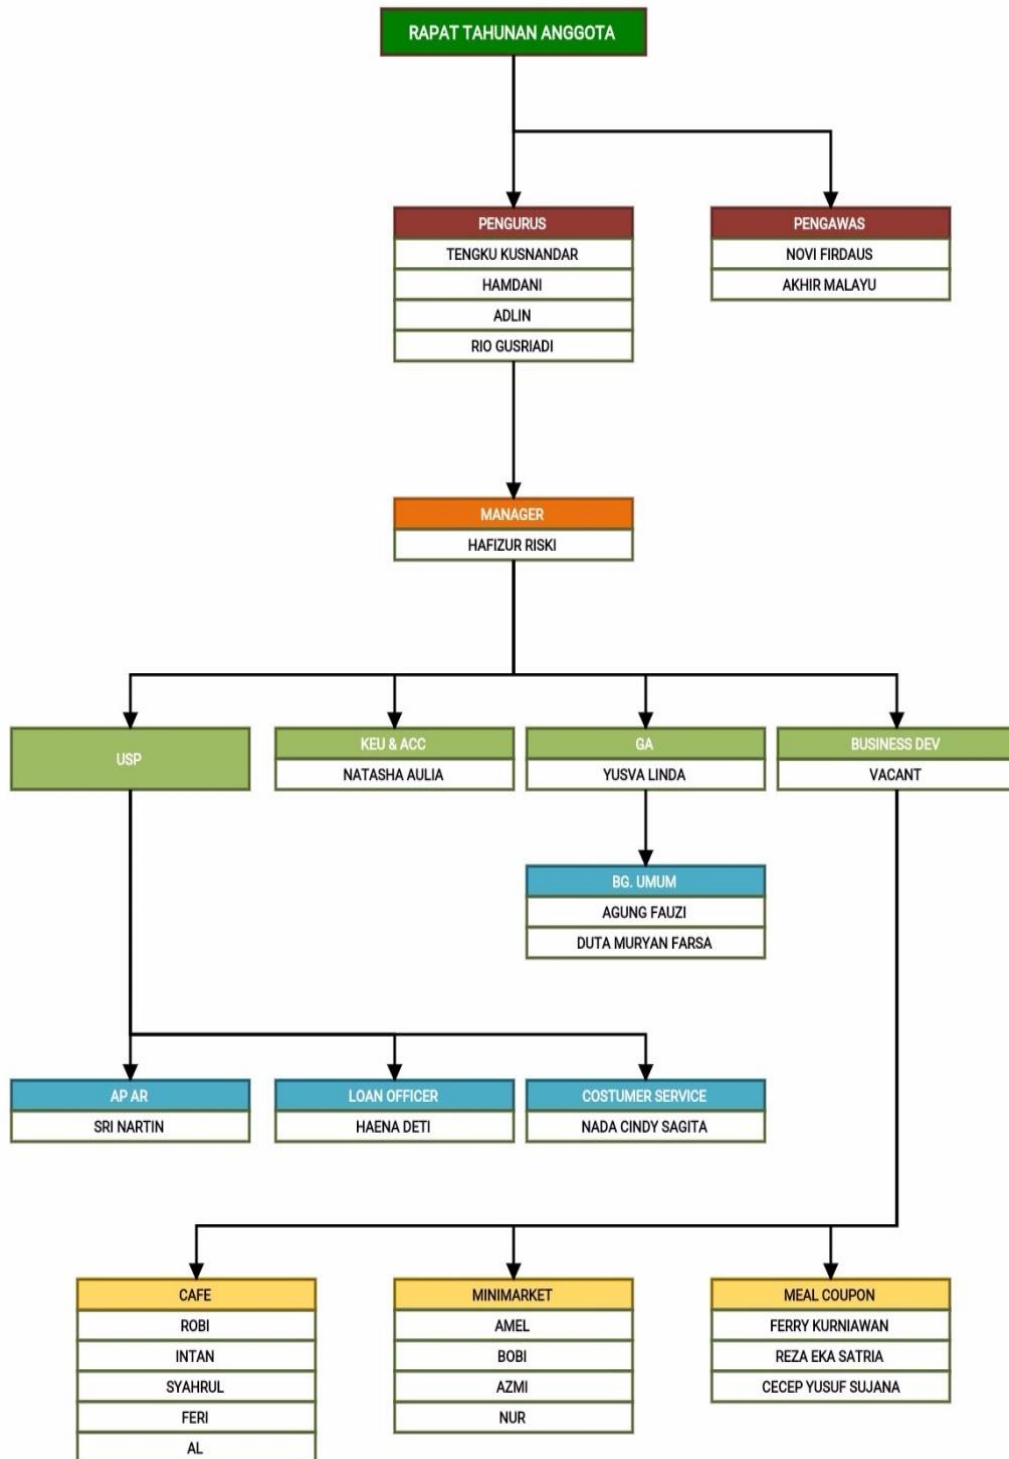 RAPAT TAHUNAN ANGGOTA
PENGURUS
TENGKU KUSNANDAR
HAMDANI
ADLIN
RIO GUSRIADI
PENGAWAS
NOVI FIRDAUS
AKHIR MALAYU
MANAGER
HAFIZUR RISKI
USP
KEU & ACC
NATASHA AULIA
GA
YUSVA LINDA
BUSINESS DEV
VACANT
BG. UMUM
AGUNG FAUZI
DUTA MURYAN FARSA
AP AR
SRI NARTIN
LOAN OFFICER
HAENA DETI
COSTUMER SERVICE
NADA CINDY SAGITA
CAFE
ROBI
INTAN
SYAHRUL
FERI
AL
MINIMARKET
AMEL
BOBI
AZMI
NUR
MEAL COUPON
FERRY KURNIAWAN
REZA EKA SATRIA
CECEP YUSUF SUJANA